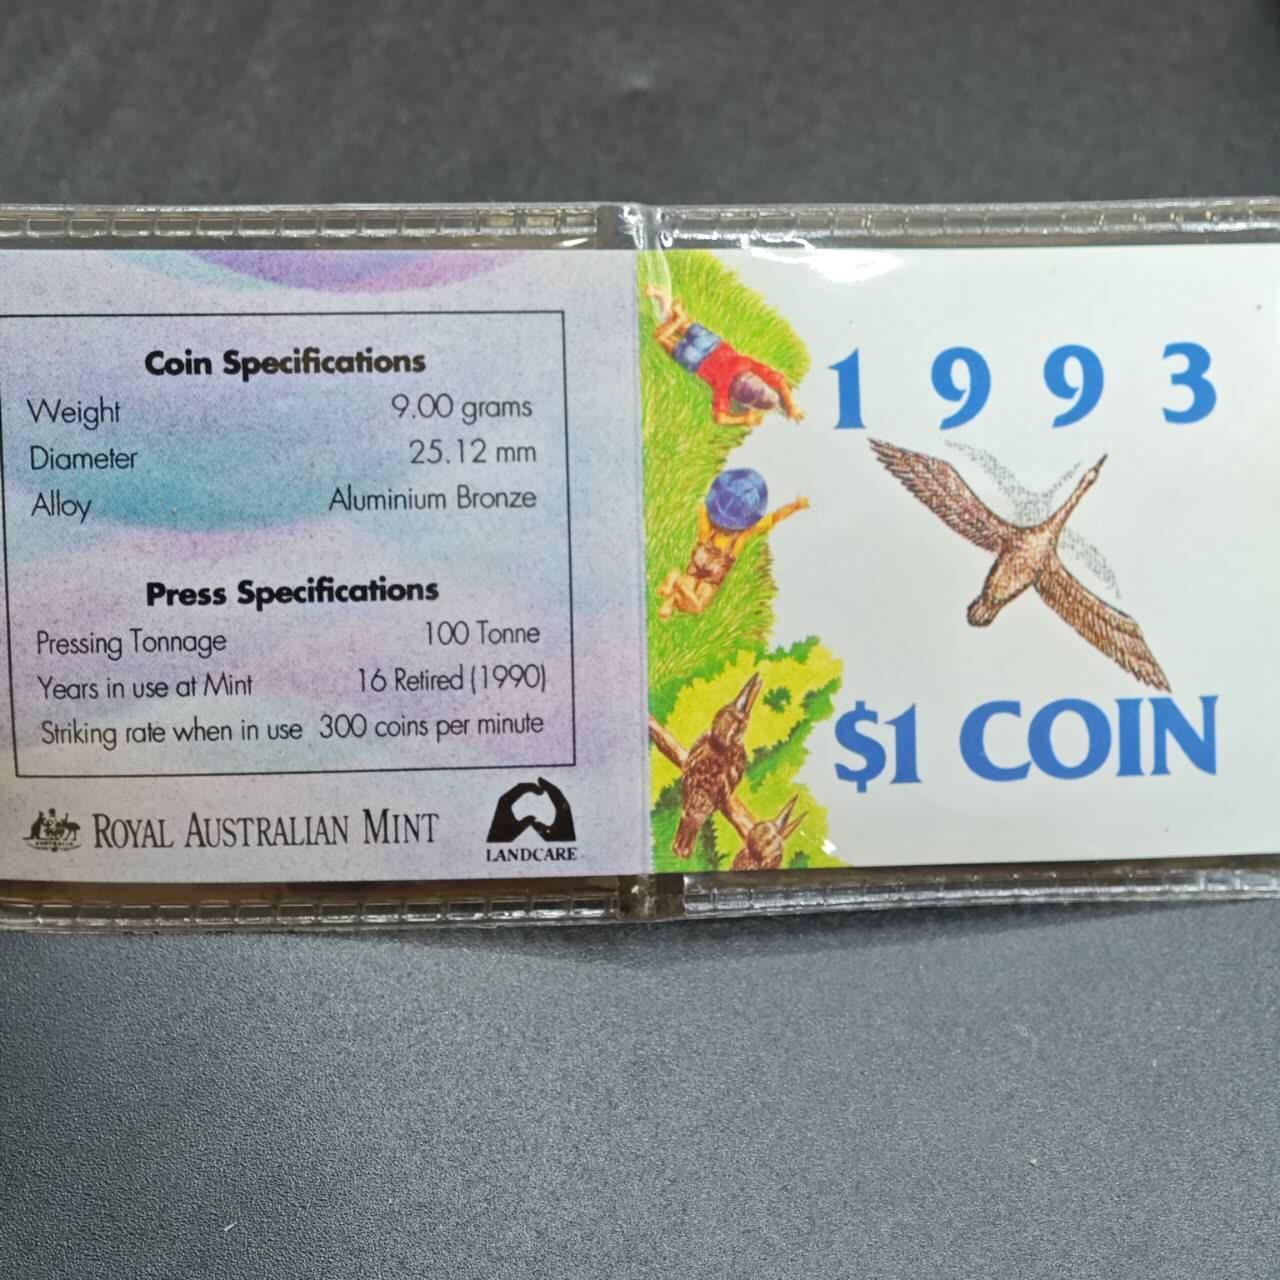 Coin Specifications
Weight 9.00 grams
Diameter 25.12 mm
Alloy Aluminium Bronze
Press Specifications
Pressing Tonnage 100 Tonne
Years in use at Mint 16 Retired (1990)
Striking rate when in use 300 coins per minute
ROYAL AUSTRALIAN MINT
LANDCARE
1993
$1 COIN